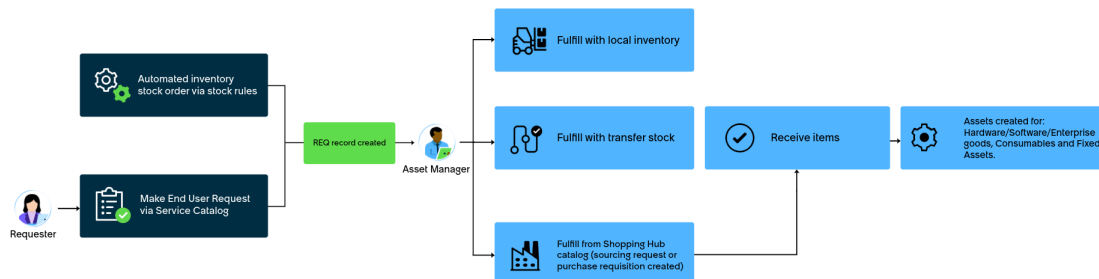 Automated inventory
stock order via stock rules
Requester
Make End User Request
via Service Catalog
REQ record created
Asset Manager
Fulfill with local inventory
Fulfill with transfer stock
Fulfill from Shopping Hub
catalog (sourcing request or
purchase requisition created)
Receive items
Assets created for:
Hardware/Software/Enterprise
goods, Consumables and Fixed
Assets.